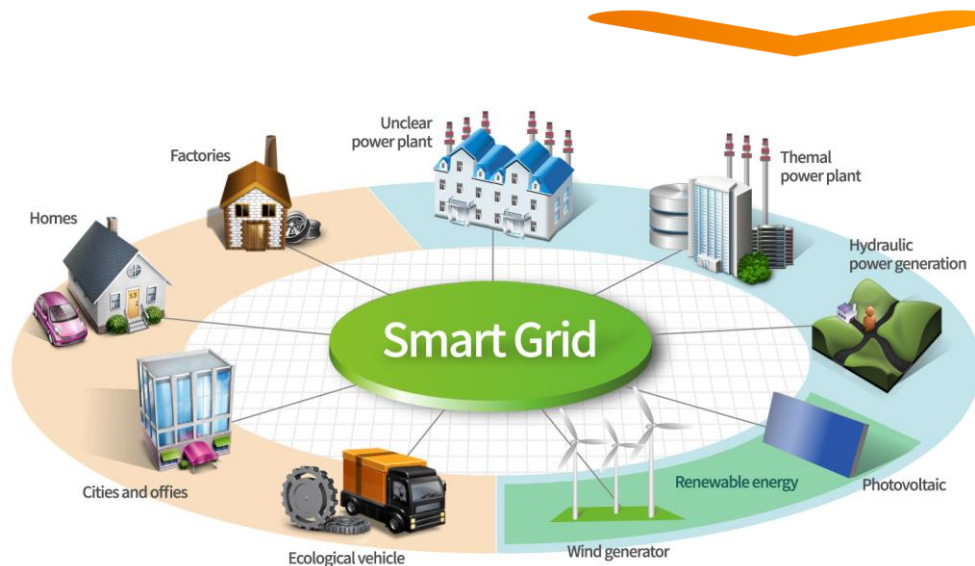 Unclear
power plant
Themal
power plant
Factories
Homes
Hydraulic
power generation
Smart Grid
Cities and offies
Renewable energy
Photovoltaic
Ecological vehicle
Wind generator